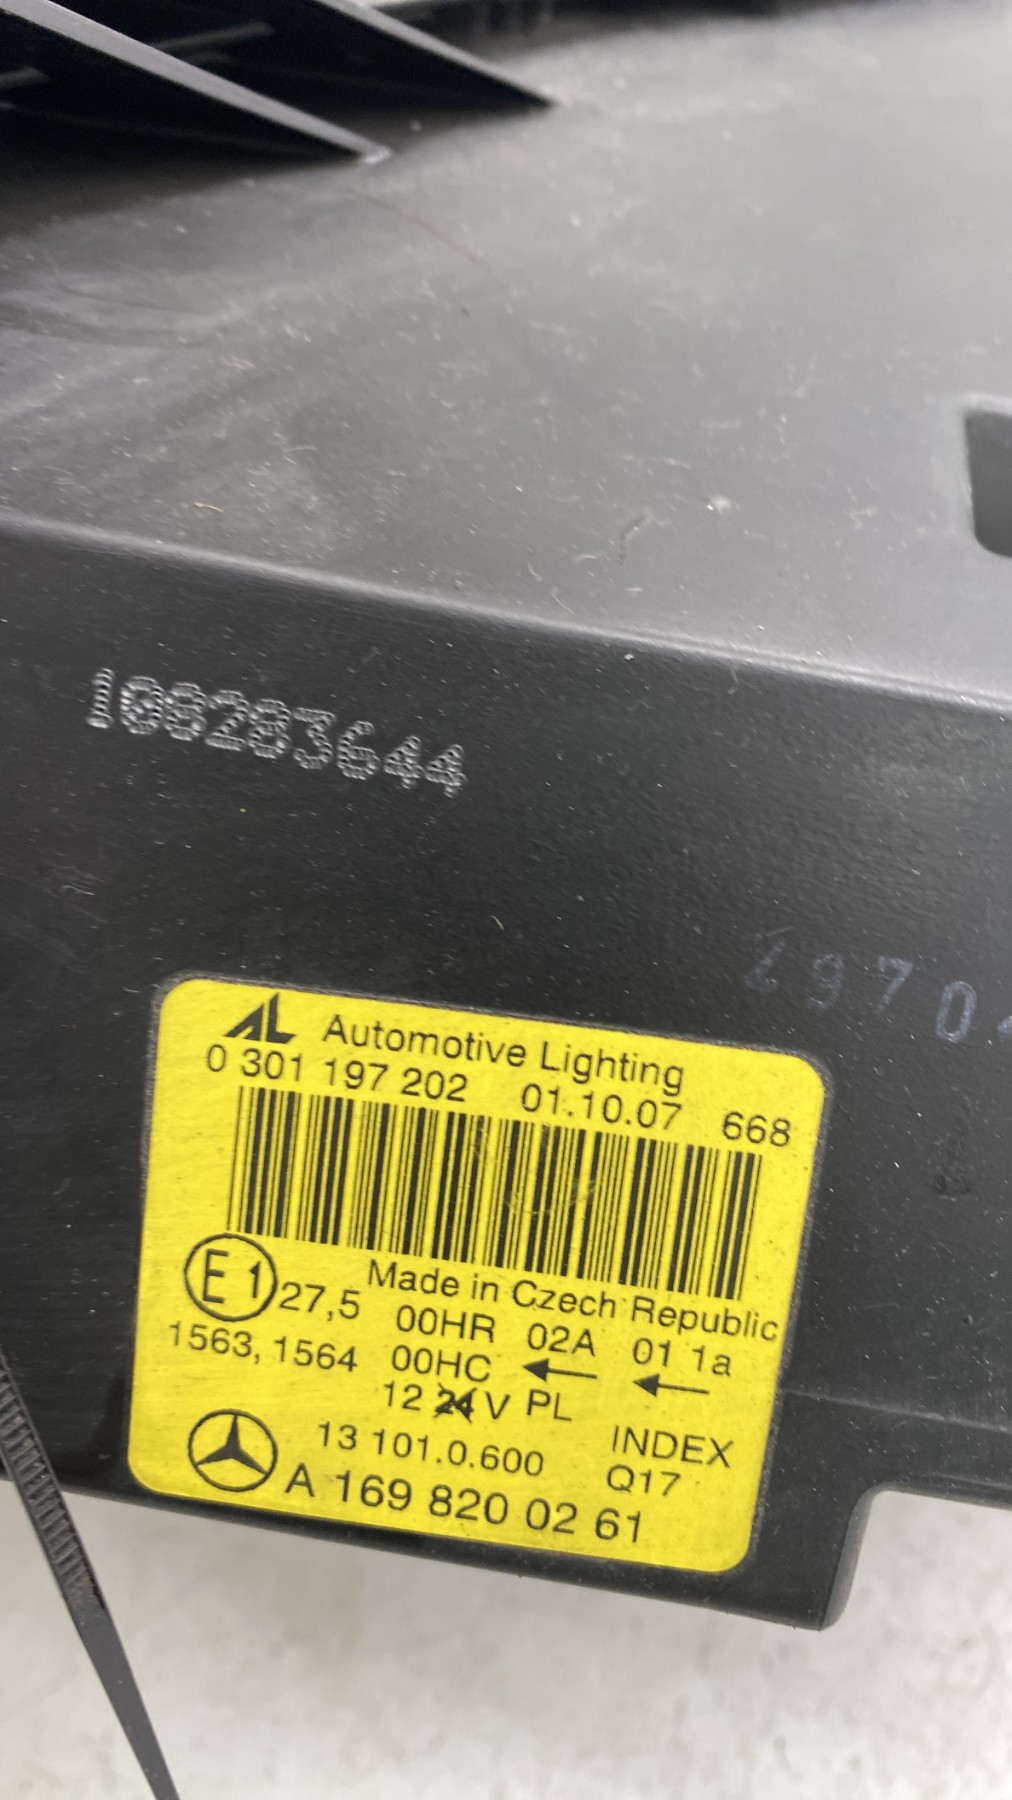 108283644
29704
AL Automotive Lighting
0 301 197 202 01.10.07 668
Made in Czech Republic
E1 27,5 00HR 02A 01 1a
1563, 1564 00HC ← ←
12 24 V PL
13 101.0.600 INDEX
Q17
A 169 820 02 61